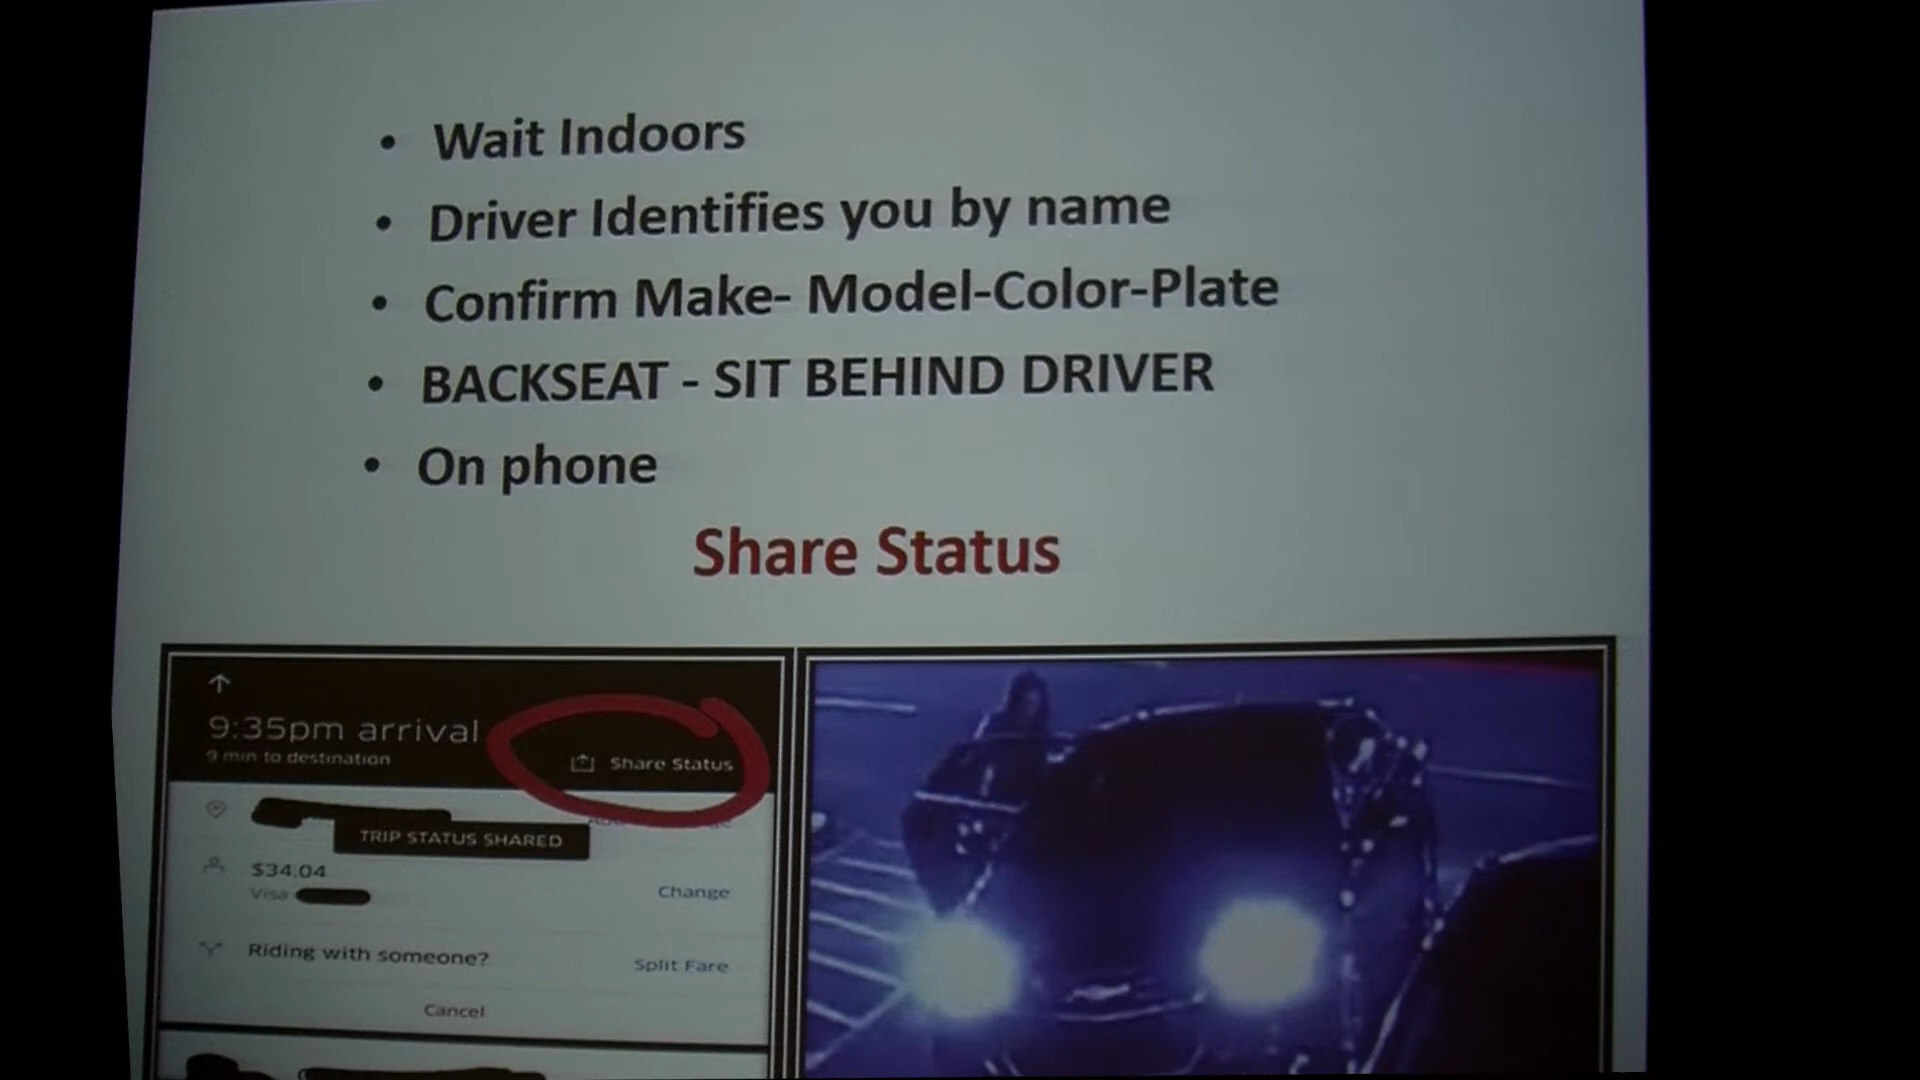 • Wait Indoors
• Driver Identifies you by name
• Confirm Make- Model-Color-Plate
• BACKSEAT - SIT BEHIND DRIVER
• On phone
Share Status
9:35pm arrival
9 min to destination
Share Status
TRIP STATUS SHARED
$34.04
Visa
Change
Riding with someone?
Split Fare
Cancel